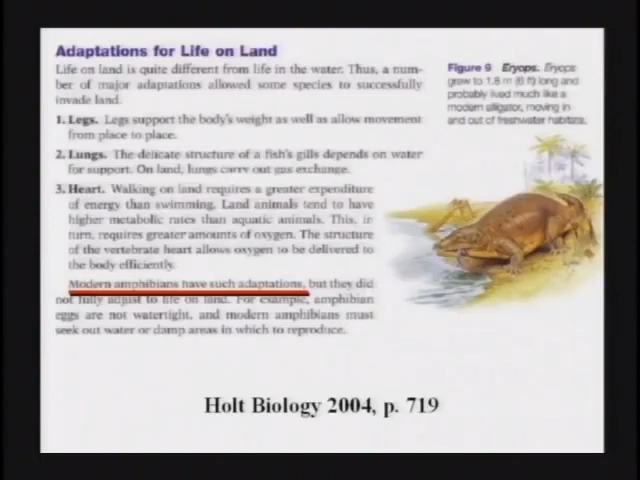 Adaptations for Life on Land
Life on land is quite different from life in the water. Thus, a num-
ber of major adaptations allowed some species to successfully
invade land.
1. Legs. Legs support the body's weight as well as allow movement
from place to place.
2. Lungs. The delicate structure of a fish's gills depends on water
for support. On land, lungs carry out gas exchange.
3. Heart. Walking on land requires a greater expenditure
of energy than swimming. Land animals tend to have
higher metabolic rates than aquatic animals. This, in
turn, requires greater amounts of oxygen. The structure
of the vertebrate heart allows oxygen to be delivered to
the body efficiently.
Modern amphibians have such adaptations, but they did
not fully adjust to life on land. For example, amphibian
eggs are not watertight, and modern amphibians must
seek out water or damp areas in which to reproduce.
Figure 9 Eryops. Eryops
grew to 1.8 m (6 ft) long and
probably lived much like a
modern alligator, moving in
and out of freshwater habitats.
Holt Biology 2004, p. 719